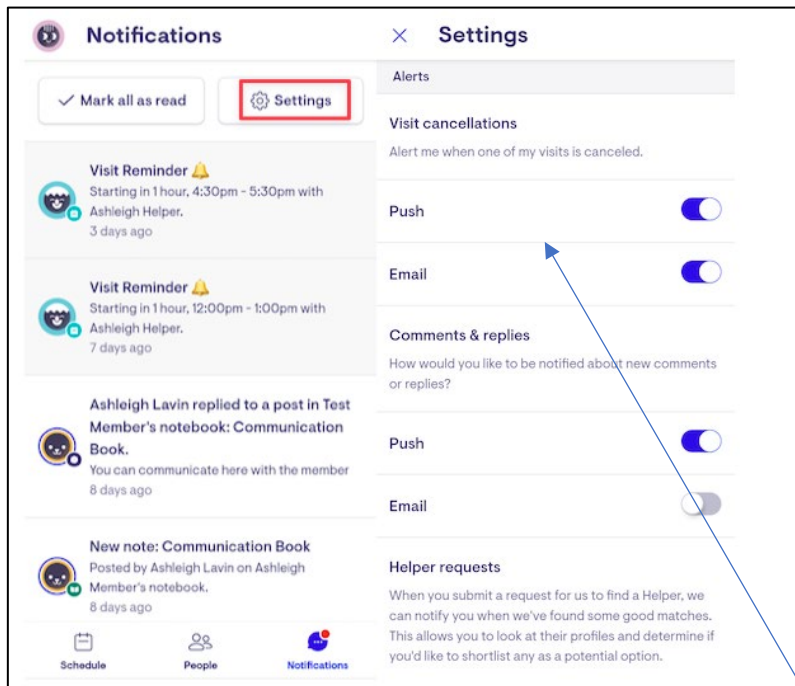 Notifications
Mark all as read
Settings
Visit Reminder 🔔
Starting in 1 hour, 4:30pm - 5:30pm with
Ashleigh Helper.
3 days ago
Visit Reminder 🔔
Starting in 1 hour, 12:00pm - 1:00pm with
Ashleigh Helper.
7 days ago
Ashleigh Lavin replied to a post in Test
Member's notebook: Communication
Book.
You can communicate here with the member
8 days ago
New note: Communication Book
Posted by Ashleigh Lavin on Ashleigh
Member's notebook.
8 days ago
Schedule
People
Notifications
Settings
Alerts
Visit cancellations
Alert me when one of my visits is canceled.
Push
Email
Comments & replies
How would you like to be notified about new comments
or replies?
Push
Email
Helper requests
When you submit a request for us to find a Helper, we
can notify you when we've found some good matches.
This allows you to look at their profiles and determine if
you'd like to shortlist any as a potential option.